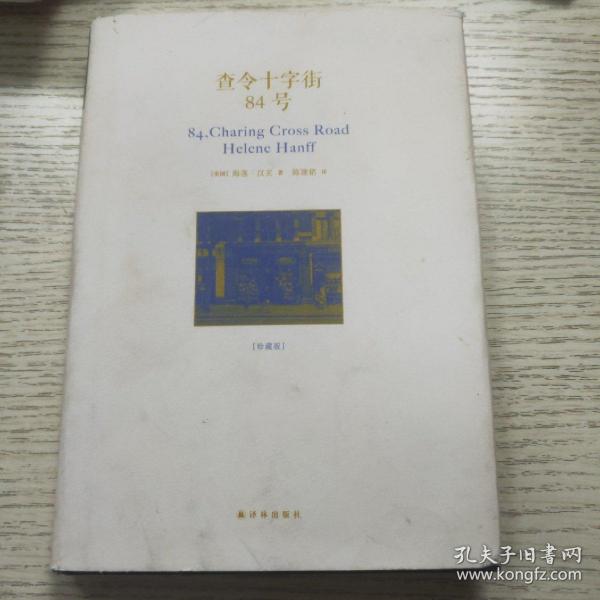 查令十字街
84号
84, Charing Cross Road
Helene Hanff
[美国] 海莲·汉芙 著 陈建铭 译
[珍藏版]
译林出版社
孔夫子旧書网
www.kongfz.com